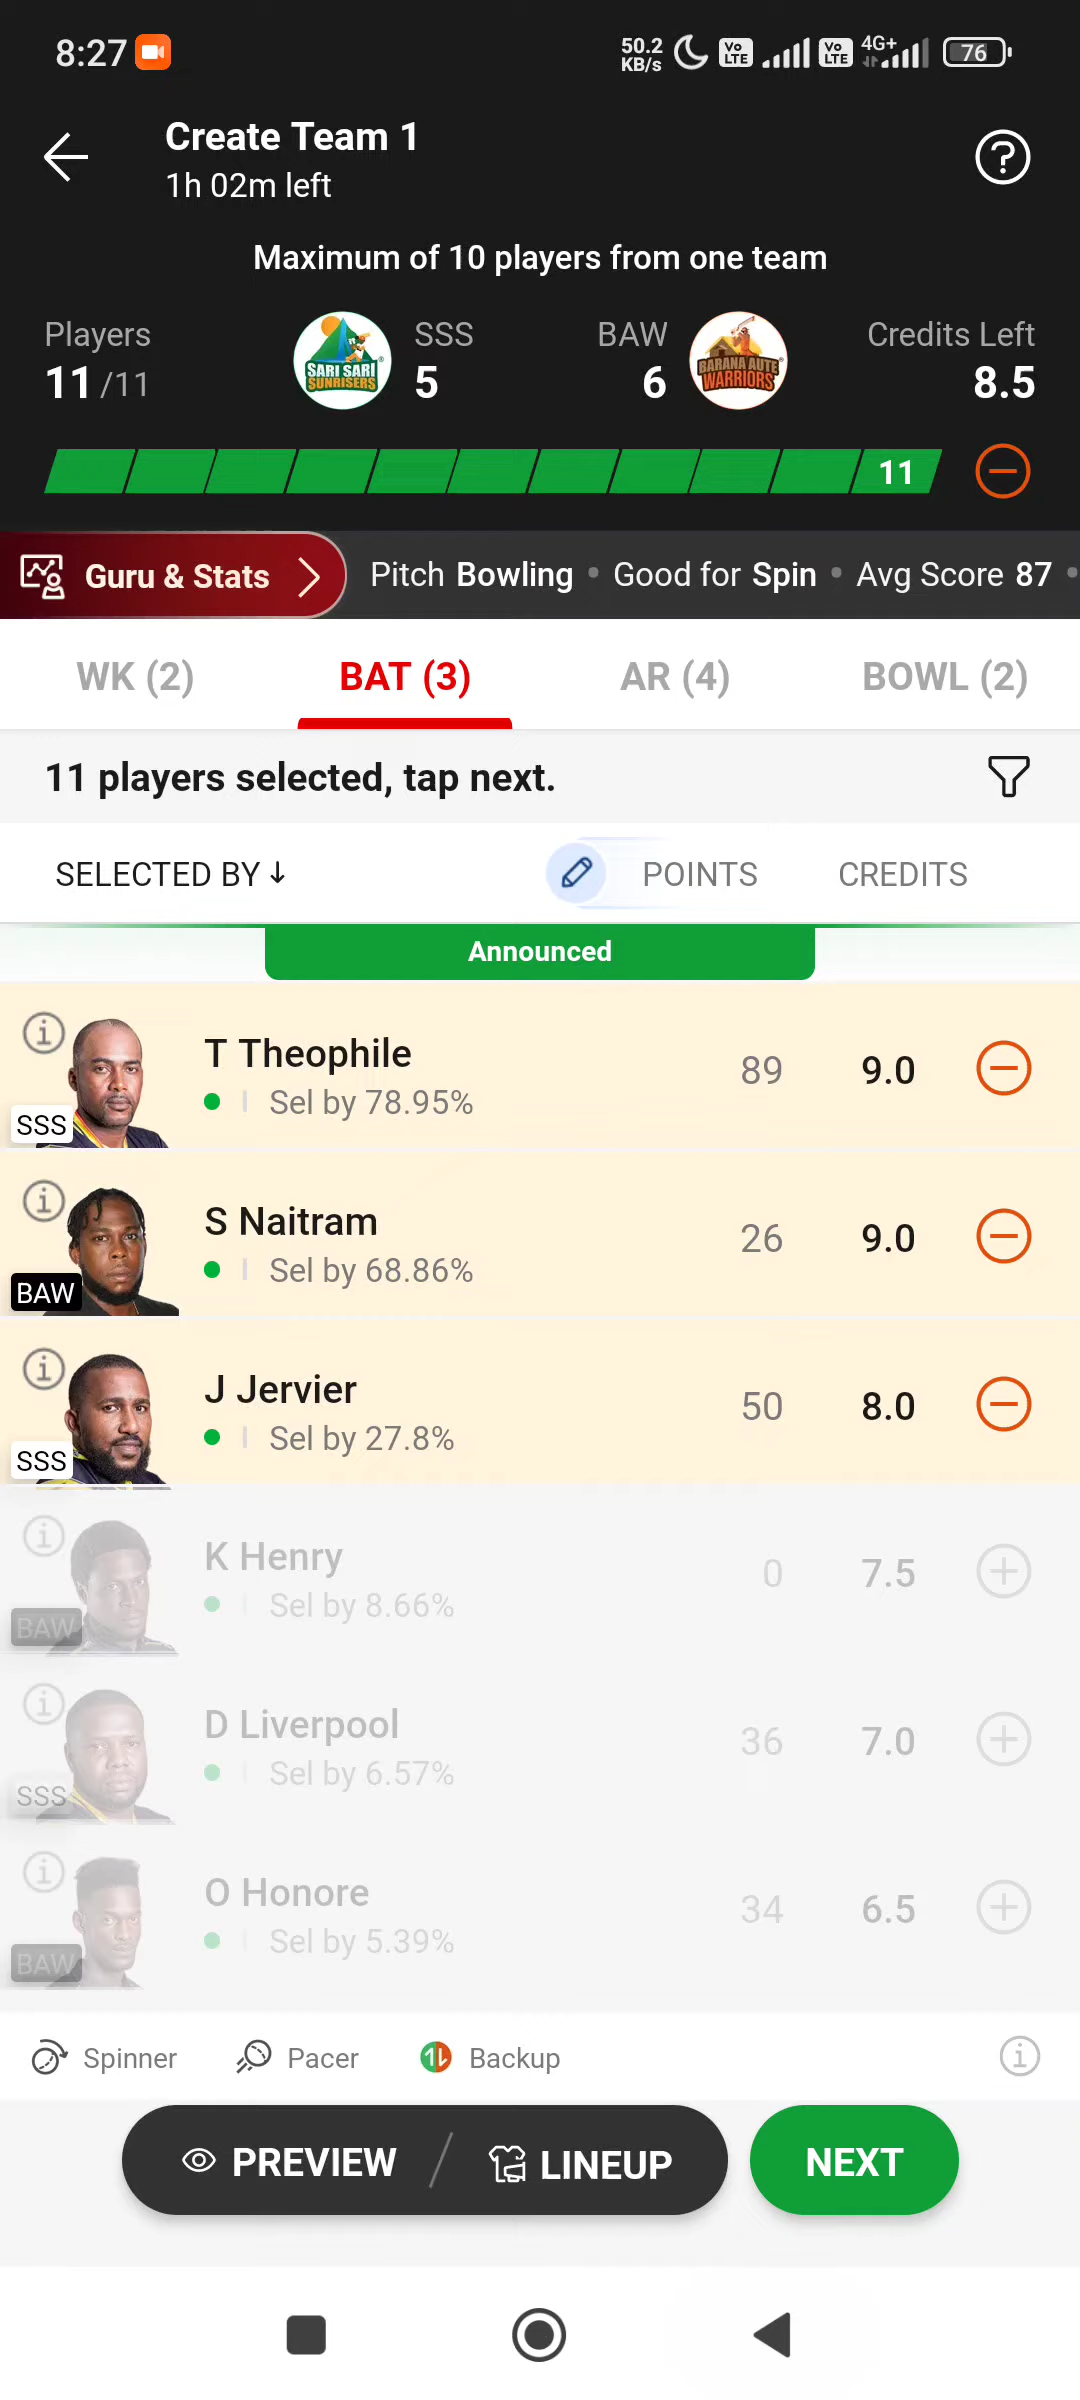 8:27
50.2 KB/s
Vo LTE
Vo LTE
4G+
76
Create Team 1
1h 02m left
Maximum of 10 players from one team
Players
11/11
SARI SARI SUNRISERS
SSS
5
BAW
6
BARANA AUTE WARRIORS
Credits Left
8.5
11
Guru & Stats
Pitch Bowling • Good for Spin • Avg Score 87 •
WK (2)
BAT (3)
AR (4)
BOWL (2)
11 players selected, tap next.
SELECTED BY ↓
POINTS
CREDITS
Announced
T Theophile
Sel by 78.95%
SSS
89
9.0
S Naitram
Sel by 68.86%
BAW
26
9.0
J Jervier
Sel by 27.8%
SSS
50
8.0
K Henry
Sel by 8.66%
BAW
0
7.5
D Liverpool
Sel by 6.57%
SSS
36
7.0
O Honore
Sel by 5.39%
BAW
34
6.5
Spinner
Pacer
Backup
PREVIEW / LINEUP
NEXT